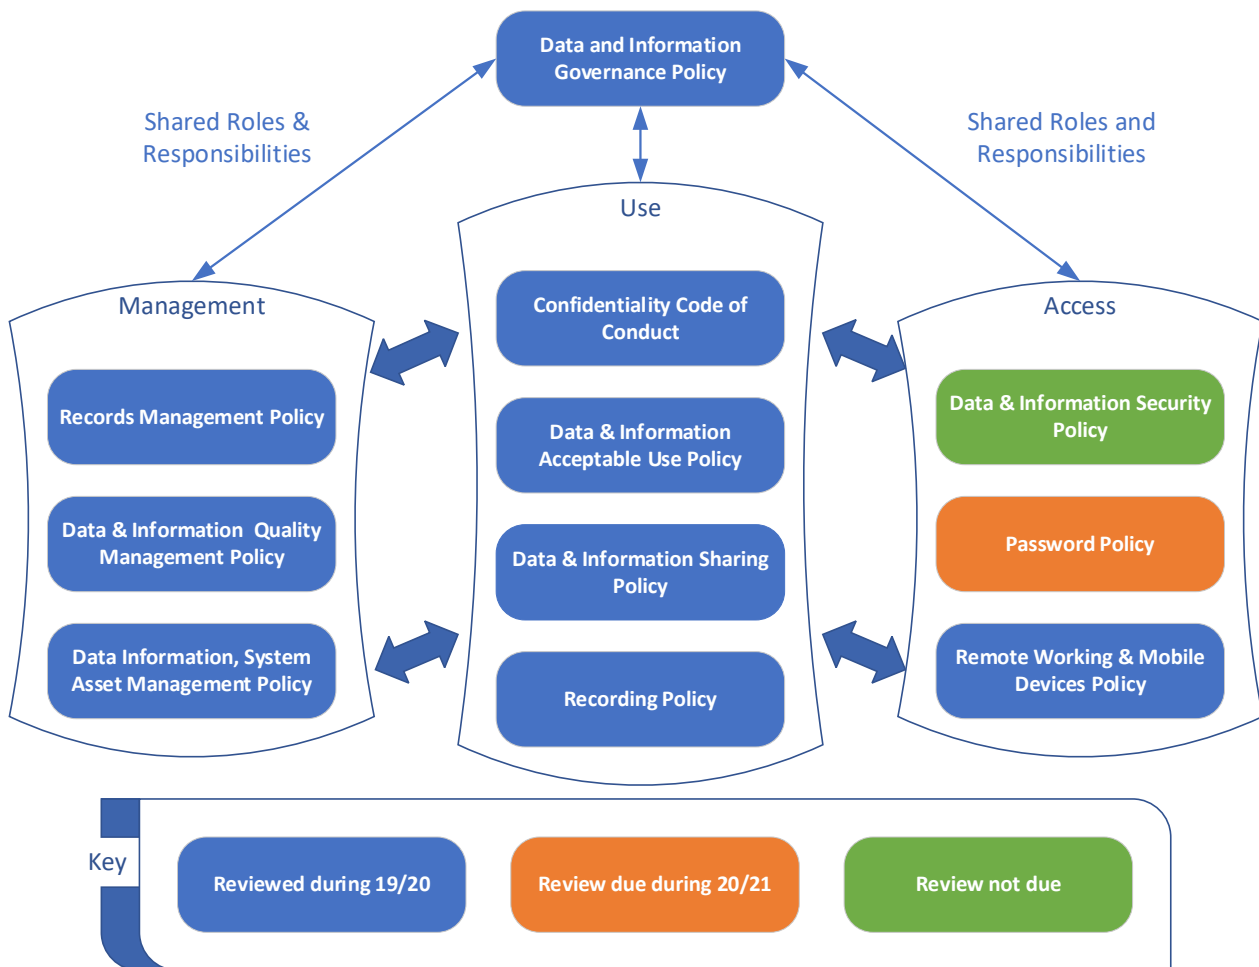 Data and Information
Governance Policy
Shared Roles &
Responsibilities
Shared Roles and
Responsibilities
Use
Management
Access
Confidentiality Code of
Conduct
Records Management Policy
Data & Information Security
Policy
Data & Information
Acceptable Use Policy
Data & Information  Quality
Management Policy
Password Policy
Data & Information Sharing
Policy
Data Information, System
Asset Management Policy
Remote Working & Mobile
Devices Policy
Recording Policy
Key
Reviewed during 19/20
Review due during 20/21
Review not due